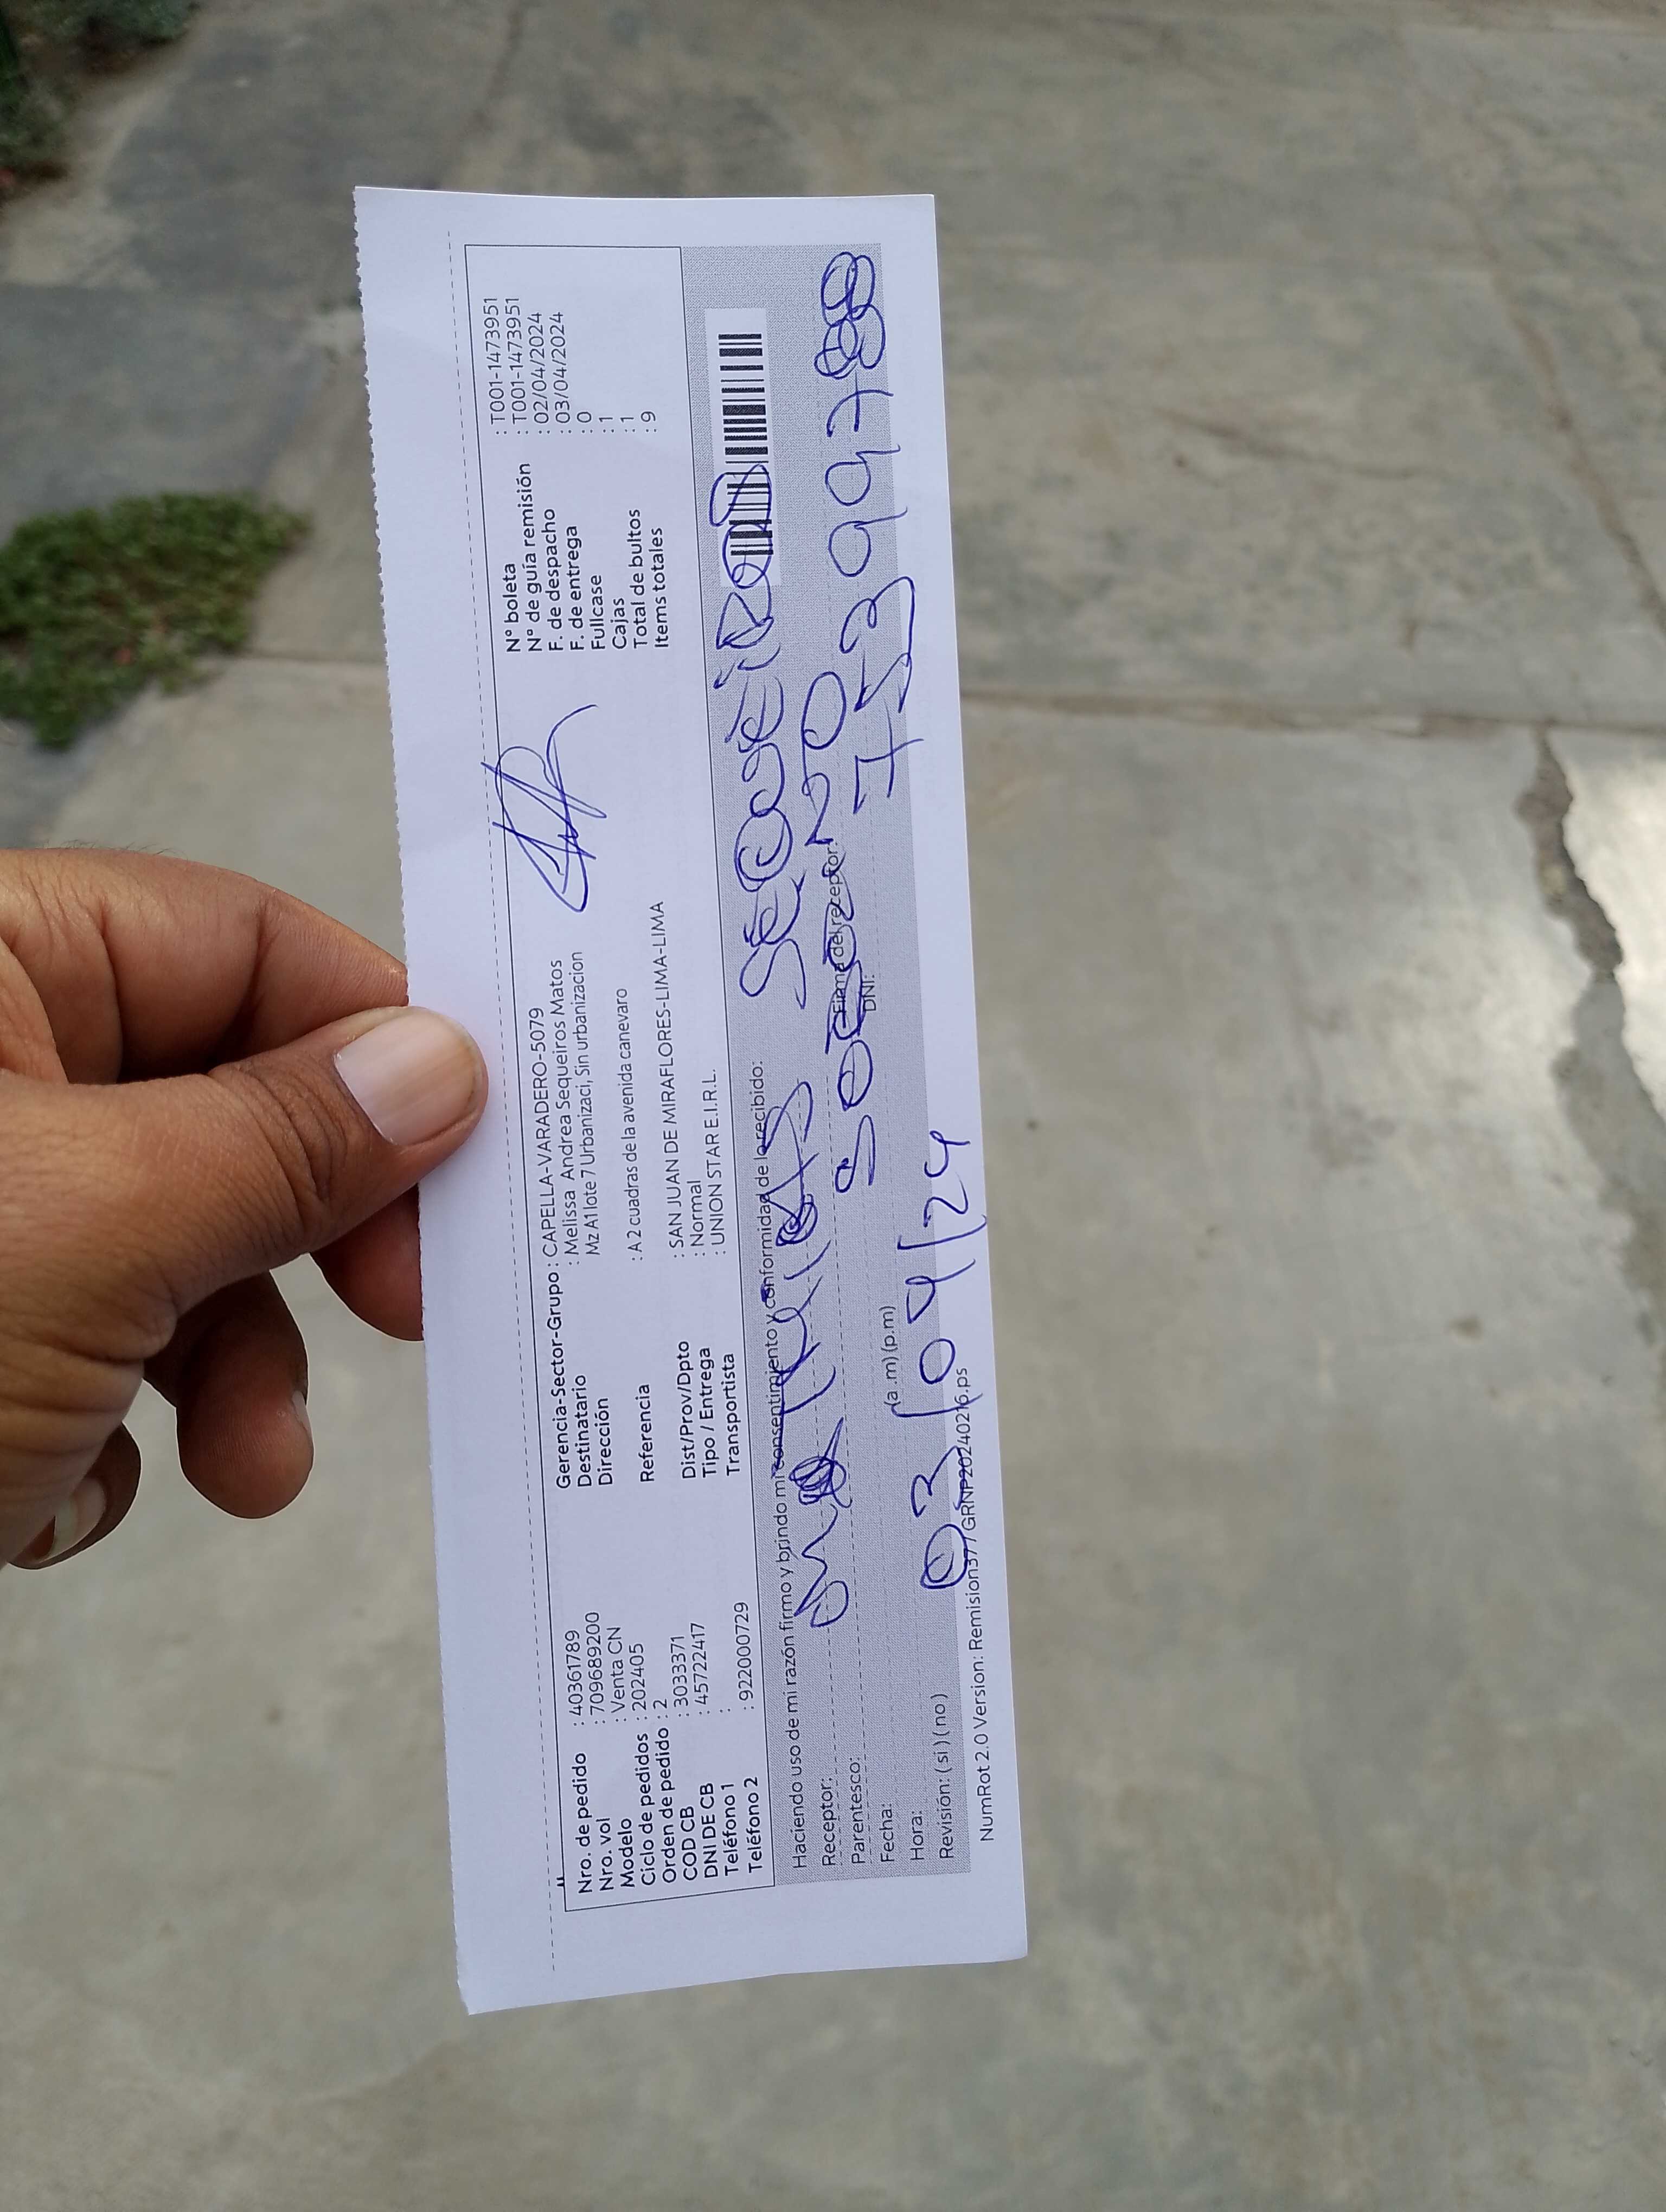 Nro. de pedido : 40361789
Nro. vol : 709689200
Modelo : Venta CN
Ciclo de pedidos : 202405
Orden de pedido : 2
COD CB : 3033371
DNI DE CB : 45722417
Teléfono 1 :
Teléfono 2 : 922000729
Gerencia-Sector-Grupo : CAPELLA-VARADERO-5079
Destinatario : Melissa Andrea Sequeiros Matos
Dirección Mz A1 lote 7 Urbanizaci, Sin urbanizacion
Referencia : A 2 cuadras de la avenida canevaro
Dist/Prov/Dpto : SAN JUAN DE MIRAFLORES-LIMA-LIMA
Tipo / Entrega : Normal
Transportista : UNION STAR E.I.R.L.
N° boleta : T001-1473951
N° de guía remisión : T001-1473951
F. de despacho : 02/04/2024
F. de entrega : 03/04/2024
Fullcase : 0
Cajas : 1
Total de bultos : 1
Items totales : 9
Haciendo uso de mi razón firmo y brindo mi consentimiento y conformidad de lo recibido:
Receptor:
Parentesco:
Firma del receptor:
Fecha:
DNI:
Hora: (a.m) (p.m)
03/04/24
Revisión: ( si ) ( no )
NumRot 2.0 Version: Remision377GRNP20240216.ps